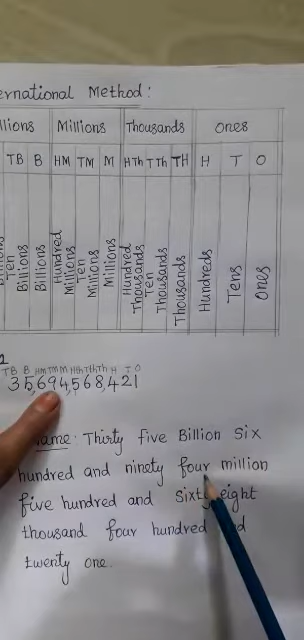 ernational Method:
llions Millions Thousands ones
TB B HM TM M HTh TTh TH H T O
Ten Billions Billions Hundred Millions Ten Millions Millions Hundred Thousands Ten Thousands Thousands Hundreds Tens ones
TB B HM TM M HTh TTh Th H T O
35,694,568,421
ame: Thirty five Billion Six
hundred and ninety four million
five hundred and Sixty eight
thousand four hundred
twenty one.